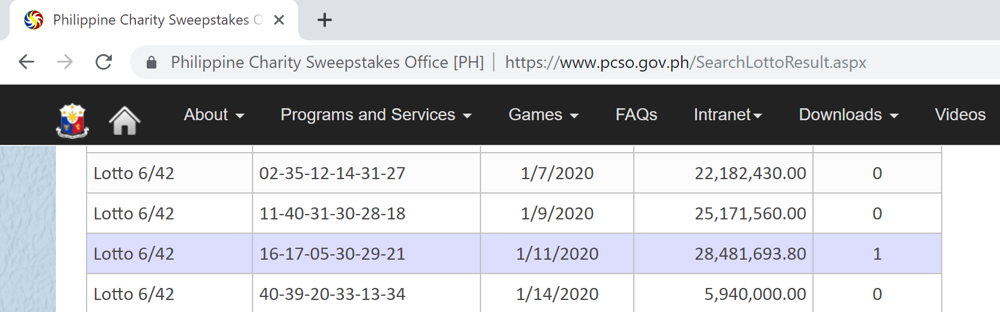 Philippine Charity Sweepstakes
Philippine Charity Sweepstakes Office [PH] https://www.pcso.gov.ph/SearchLottoResult.aspx
About Programs and Services Games FAQs Intranet Downloads Videos
Lotto 6/42 02-35-12-14-31-27 1/7/2020 22,182,430.00 0
Lotto 6/42 11-40-31-30-28-18 1/9/2020 25,171,560.00 0
Lotto 6/42 16-17-05-30-29-21 1/11/2020 28,481,693.80 1
Lotto 6/42 40-39-20-33-13-34 1/14/2020 5,940,000.00 0